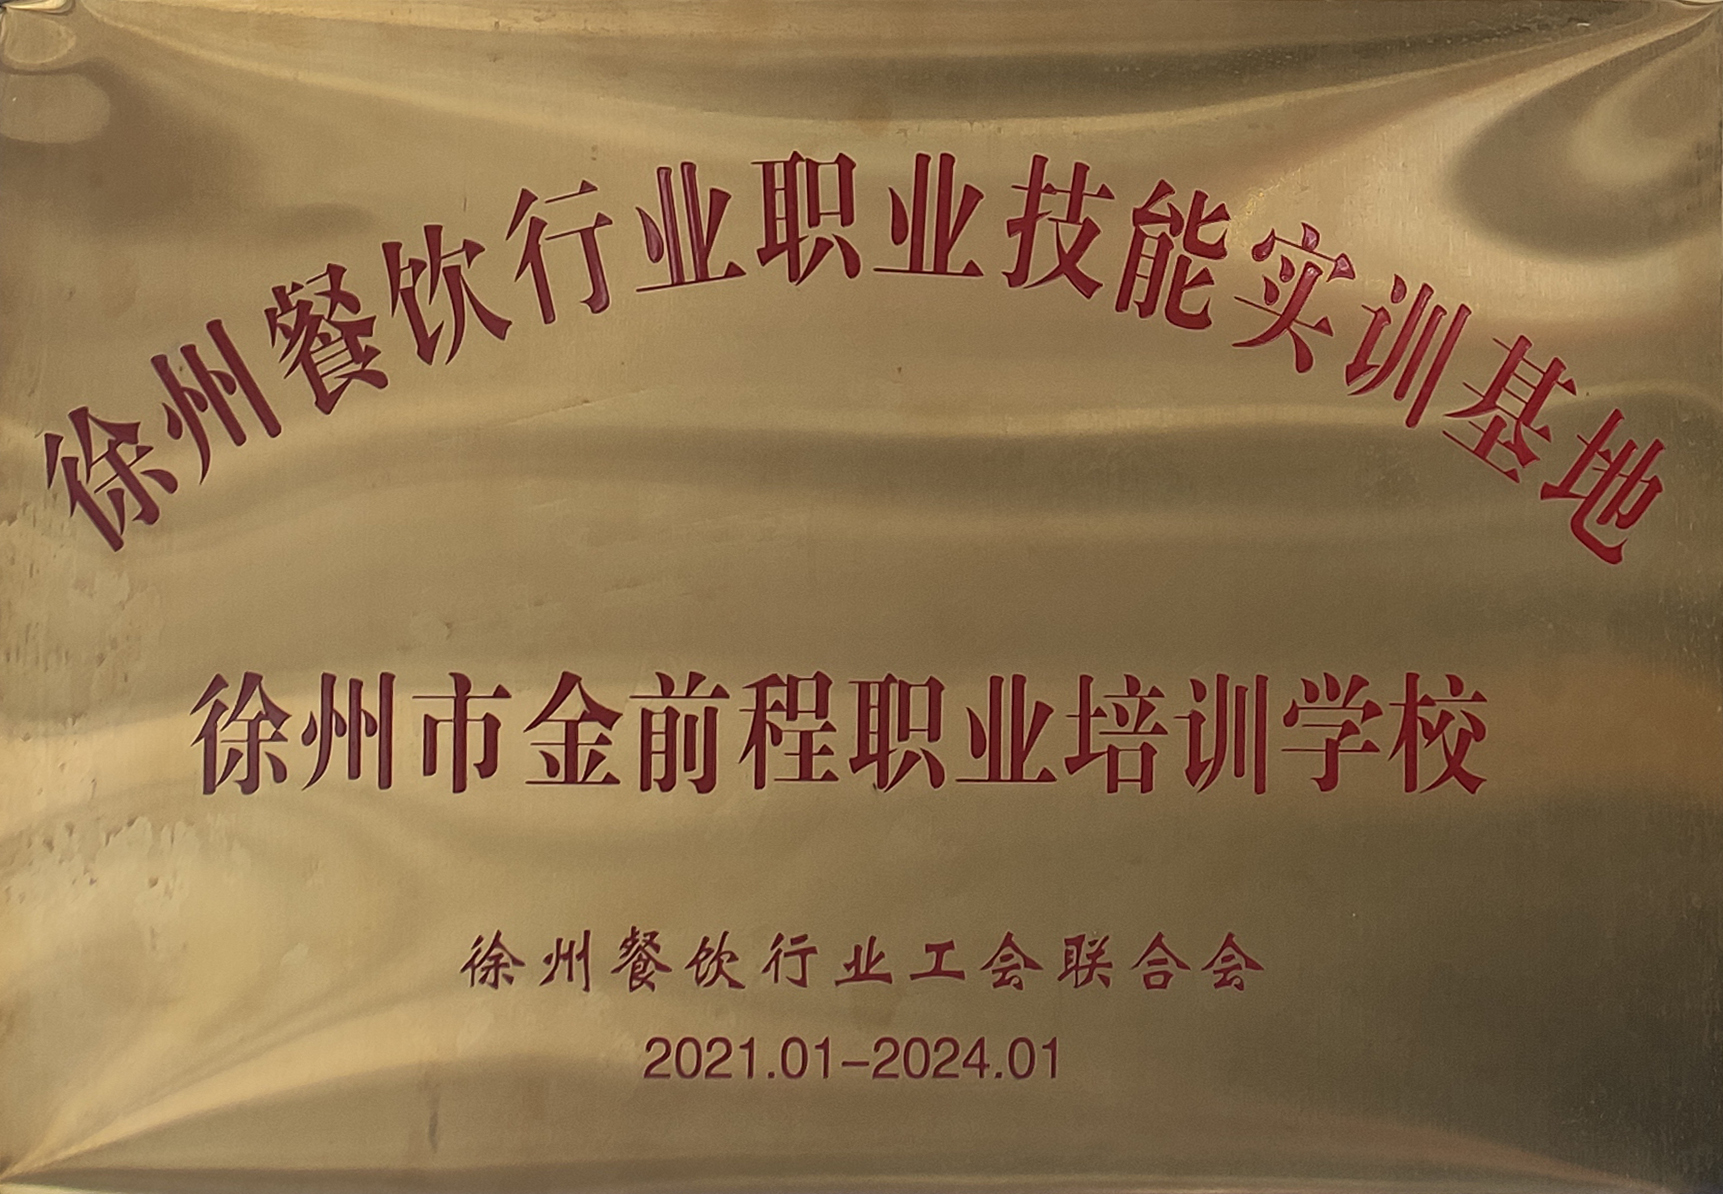 徐州餐饮行业职业技能实训基地
徐州市金前程职业培训学校
徐州餐饮行业工会联合会
2021.01-2024.01